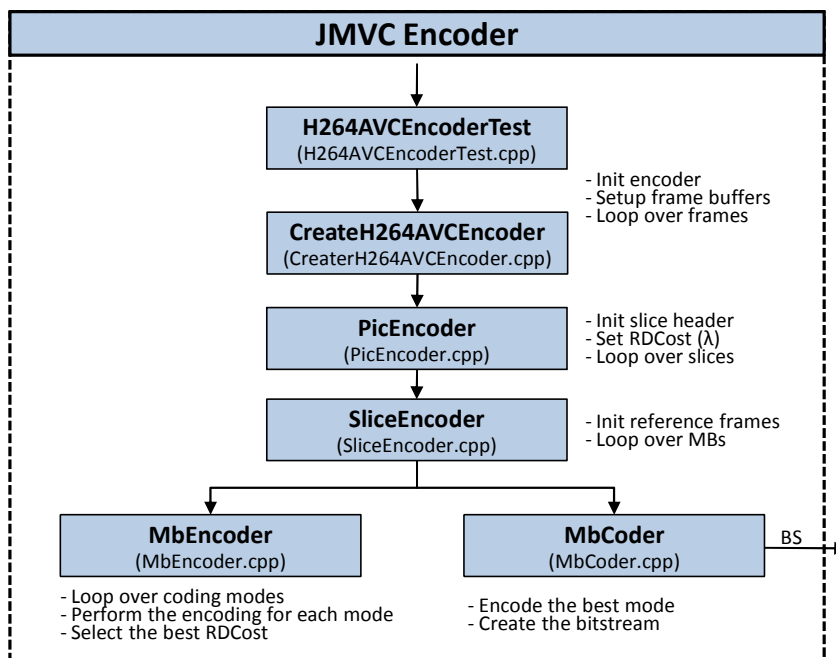 JMVC Encoder
H264AVCEncoderTest
(H264AVCEncoderTest.cpp)
- Init encoder
- Setup frame buffers
- Loop over frames
CreateH264AVCEncoder
(CreaterH264AVCEncoder.cpp)
PicEncoder
(PicEncoder.cpp)
- Init slice header
- Set RDCost (λ)
- Loop over slices
SliceEncoder
(SliceEncoder.cpp)
- Init reference frames
- Loop over MBs
MbEncoder
(MbEncoder.cpp)
- Loop over coding modes
- Perform the encoding for each mode
- Select the best RDCost
MbCoder
(MbCoder.cpp)
BS
- Encode the best mode
- Create the bitstream